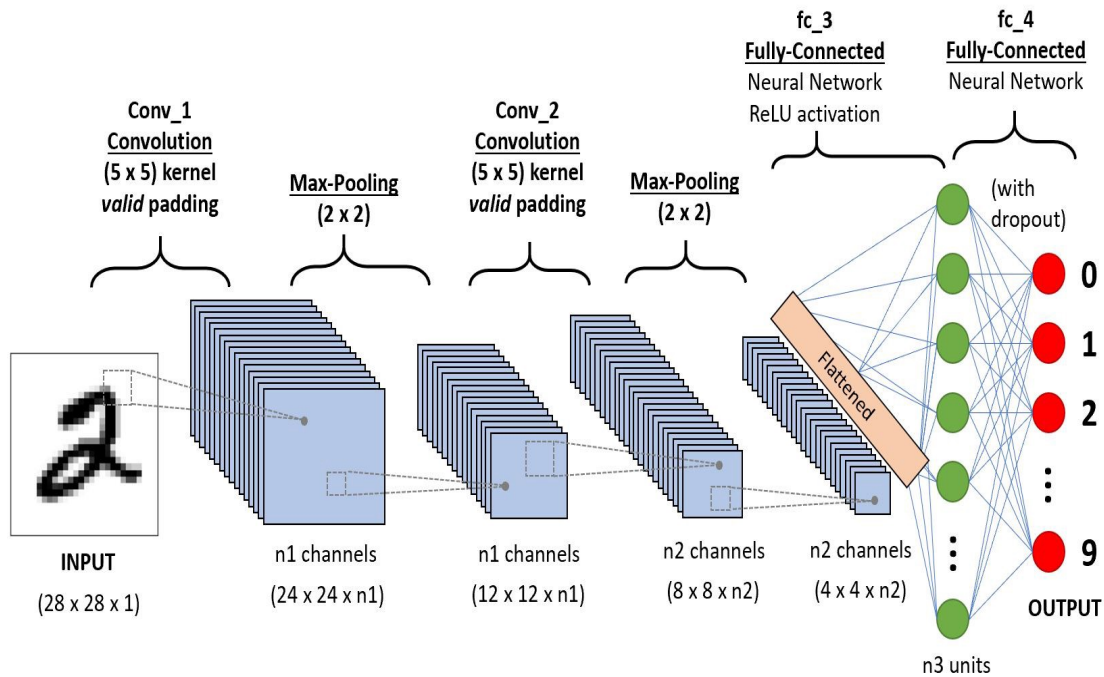 fc_3
Fully-Connected
Neural Network
ReLU activation
fc_4
Fully-Connected
Neural Network
Conv_1
Convolution
(5 x 5) kernel
valid padding
Max-Pooling
(2 x 2)
Conv_2
Convolution
(5 x 5) kernel
valid padding
Max-Pooling
(2 x 2)
(with
dropout)
INPUT
(28 x 28 x 1)
n1 channels
(24 x 24 x n1)
n1 channels
(12 x 12 x n1)
n2 channels
(8 x 8 x n2)
n2 channels
(4 x 4 x n2)
Flattened
n3 units
0
1
2
9
OUTPUT
2